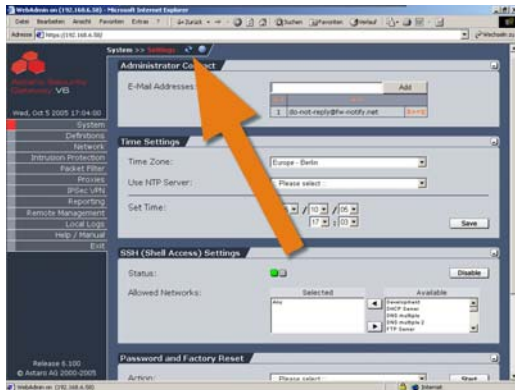 WebAdmin on (192.168.6.50) - Microsoft Internet Explorer
Datei Bearbeiten Ansicht Favoriten Extras ?
Zurück
Suchen Favoriten
Adresse https://192.168.6.50/
Wechseln zu
System >> Settings
Astaro Security
Gateway V6
Wed, Oct 5 2005 17:04:00
System
Definitions
Network
Intrusion Protection
Packet Filter
Proxies
IPSec VPN
Reporting
Remote Management
Local Logs
Help / Manual
Exit
Release 6.100
© Astaro AG 2000-2005
Administrator Contact
E-Mail Addresses:
Add
1 do-not-reply@fw-notify.net
Time Settings
Time Zone:
Europe - Berlin
Use NTP Server:
Please select
Set Time:
/ 10 / 05
17 : 03
Save
SSH (Shell Access) Settings
Status:
Disable
Allowed Networks:
Selected
Available
Any
Development
DHCP Server
DNS multiple
DNS multiple 2
FTP Server
Password and Factory Reset
Action:
Please select
Start
WebAdmin on (192.168.6.50)
Internet